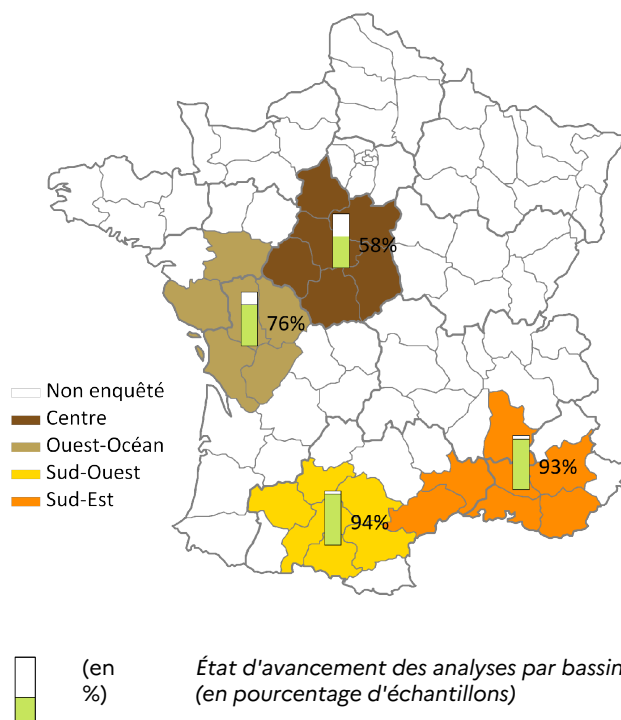 58%
76%
Non enquêté
Centre
Ouest-Océan
Sud-Ouest
Sud-Est
93%
94%
(en
%)
État d'avancement des analyses par bassin
(en pourcentage d'échantillons)